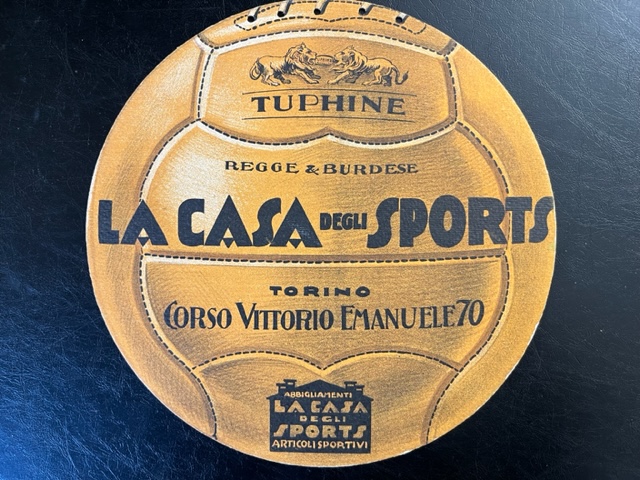 TUPHINE
REGGE & BURDESE
LA CASA DEGLI SPORTS
TORINO
CORSO VITTORIO EMANUELE 70
ABBIGLIAMENTI
LA CASA
DEGLI
SPORTS
ARTICOLI SPORTIVI